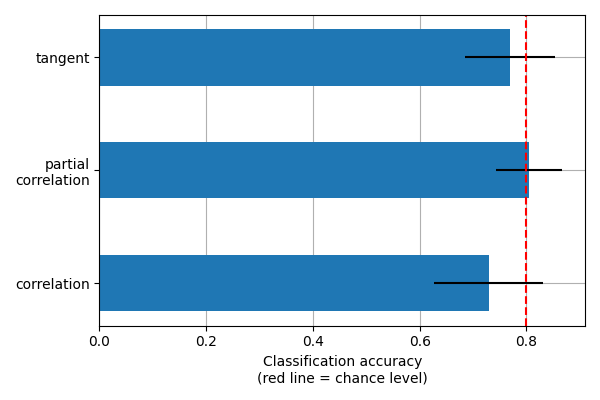 tangent
partial
correlation
correlation
0.0 0.2 0.4 0.6 0.8
Classification accuracy
(red line = chance level)